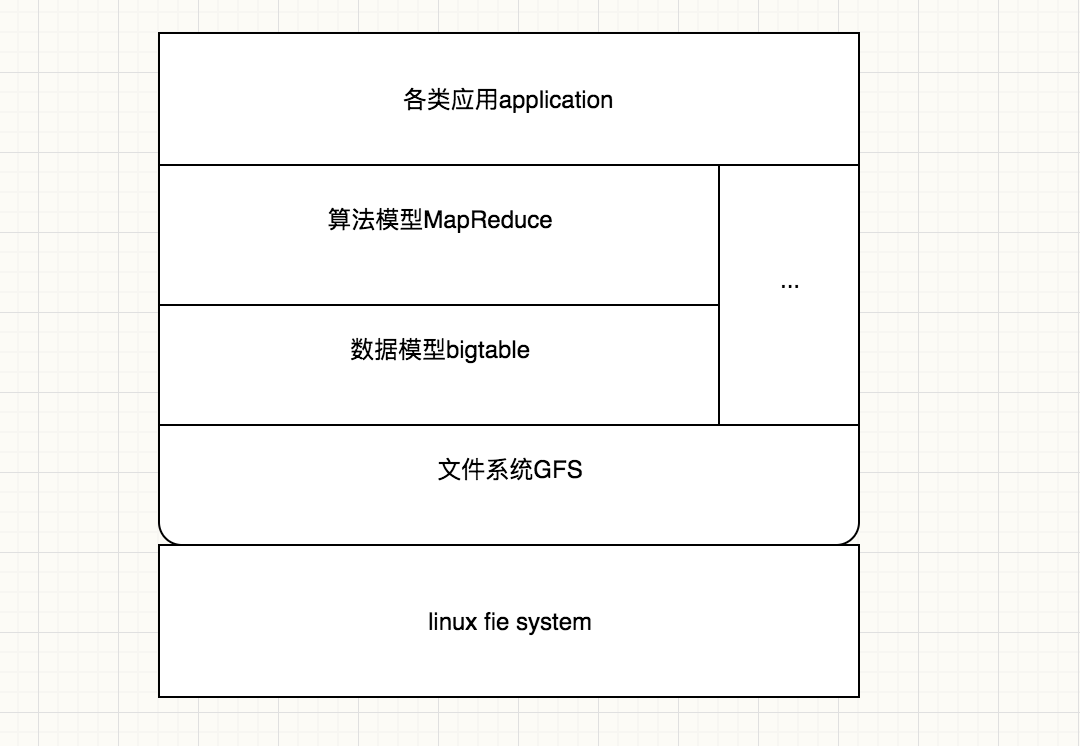 各类应用application
算法模型MapReduce
...
数据模型bigtable
文件系统GFS
linux fie system